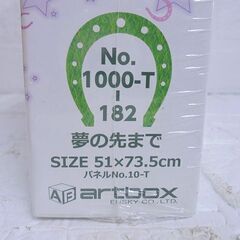 No.
1000-T
-
182
夢の先まで
SIZE 51×73.5cm
パネルNo.10-T
artbox
ENSKY CO.,LTD.